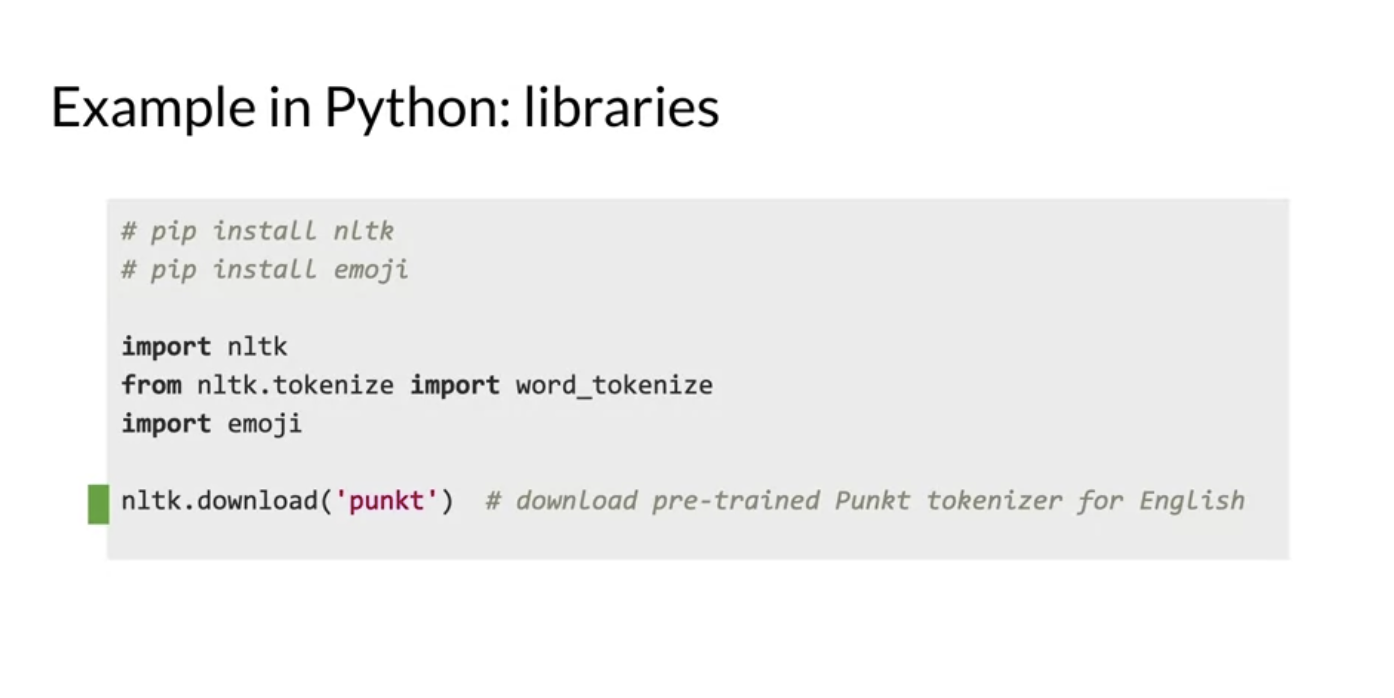 Example in Python: libraries
# pip install nltk
# pip install emoji
import nltk
from nltk.tokenize import word_tokenize
import emoji
nltk.download('punkt')  # download pre-trained Punkt tokenizer for English